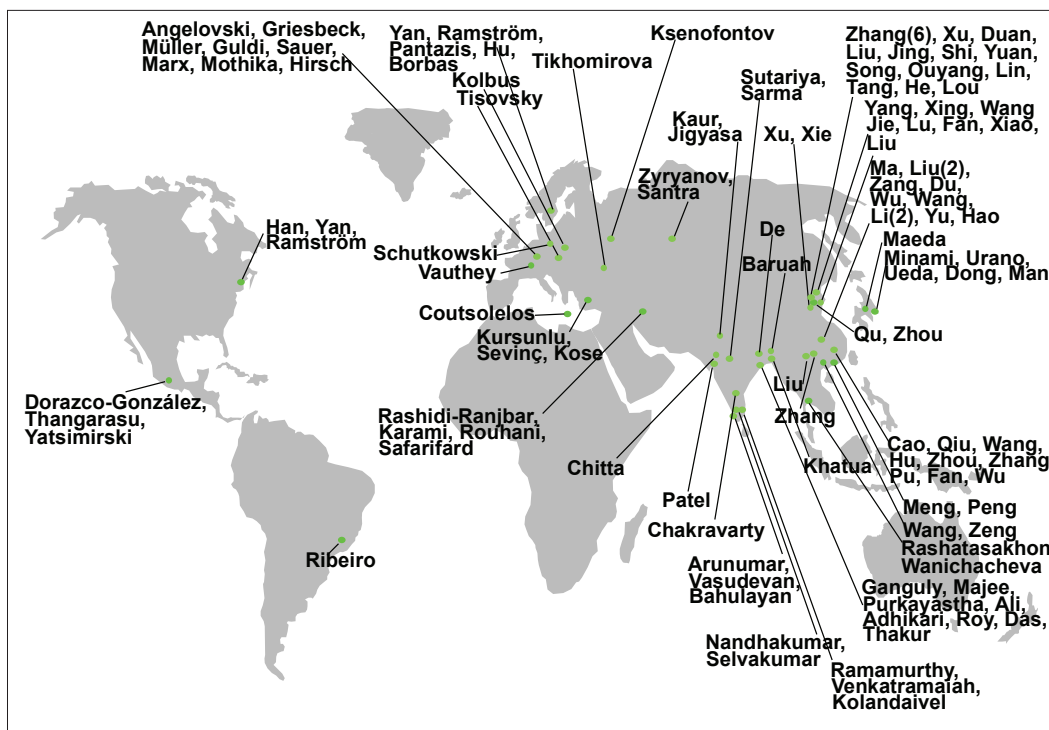 Angelovski, Griesbeck,
Müller, Guldi, Sauer,
Marx, Mothika, Hirsch
Yan, Ramström,
Pantazis, Hu,
Borbas
Kolbus
Tisovsky
Ksenofontov
Tikhomirova
Sutariya,
Sarma
Kaur,
Jigyasa
Xu, Xie
Zhang(6), Xu, Duan,
Liu, Jing, Shi, Yuan,
Song, Ouyang, Lin,
Tang, He, Lou
Yang, Xing, Wang
Jie, Lu, Fan, Xiao,
Liu
Ma, Liu(2),
Zang, Du,
Wu, Wang,
Li(2), Yu, Hao
Maeda
Minami, Urano,
Ueda, Dong, Man
Zyryanov,
Santra
De
Baruah
Han, Yan,
Ramström
Schutkowski
Vauthey
Coutsolelos
Kursunlu,
Sevinç, Kose
Qu, Zhou
Dorazco-González,
Thangarasu,
Yatsimirski
Rashidi-Ranjbar,
Karami, Rouhani,
Safarifard
Liu
Zhang
Chitta
Khatua
Cao, Qiu, Wang,
Hu, Zhou, Zhang
Pu, Fan, Wu
Patel
Chakravarty
Meng, Peng
Wang, Zeng
Rashatasakhon
Wanichacheva
Ribeiro
Arunumar,
Vasudevan,
Bahulayan
Ganguly, Majee,
Purkayastha, Ali,
Adhikari, Roy, Das,
Thakur
Nandhakumar,
Selvakumar
Ramamurthy,
Venkatramaiah,
Kolandaivel